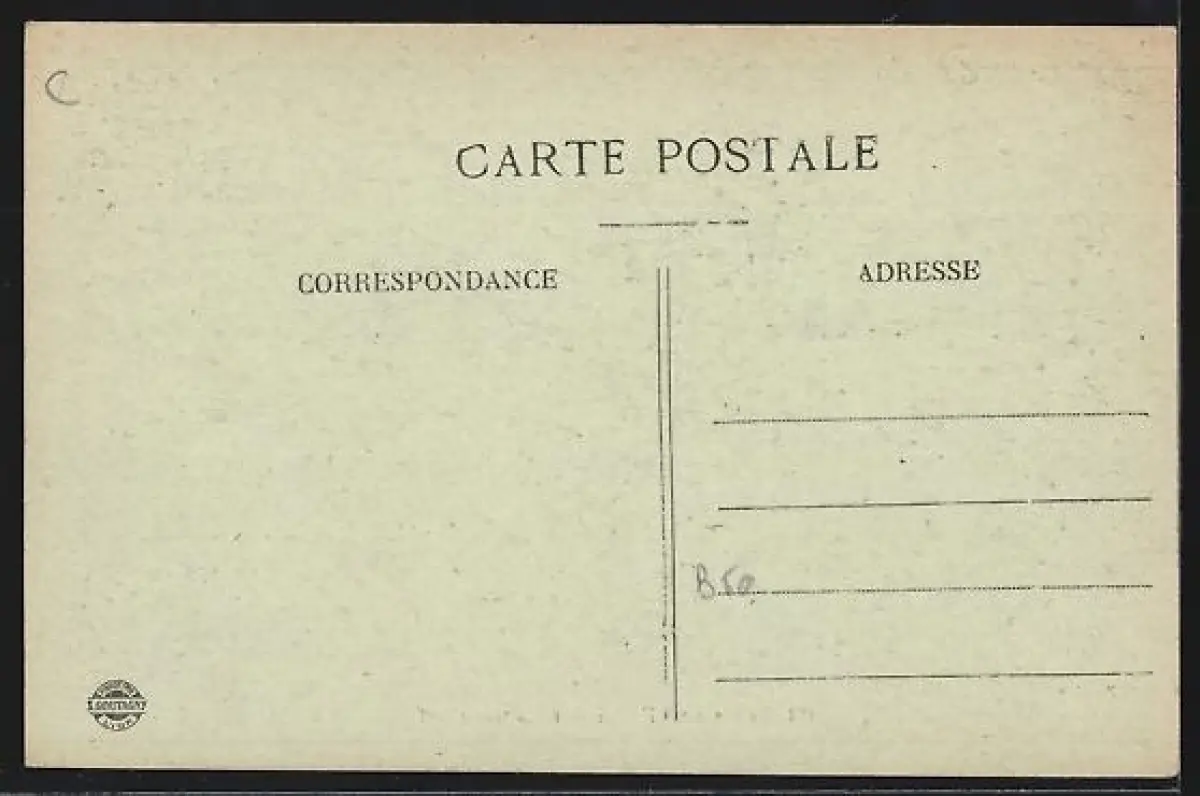 C
CARTE POSTALE
CORRESPONDANCE
ADRESSE
B50